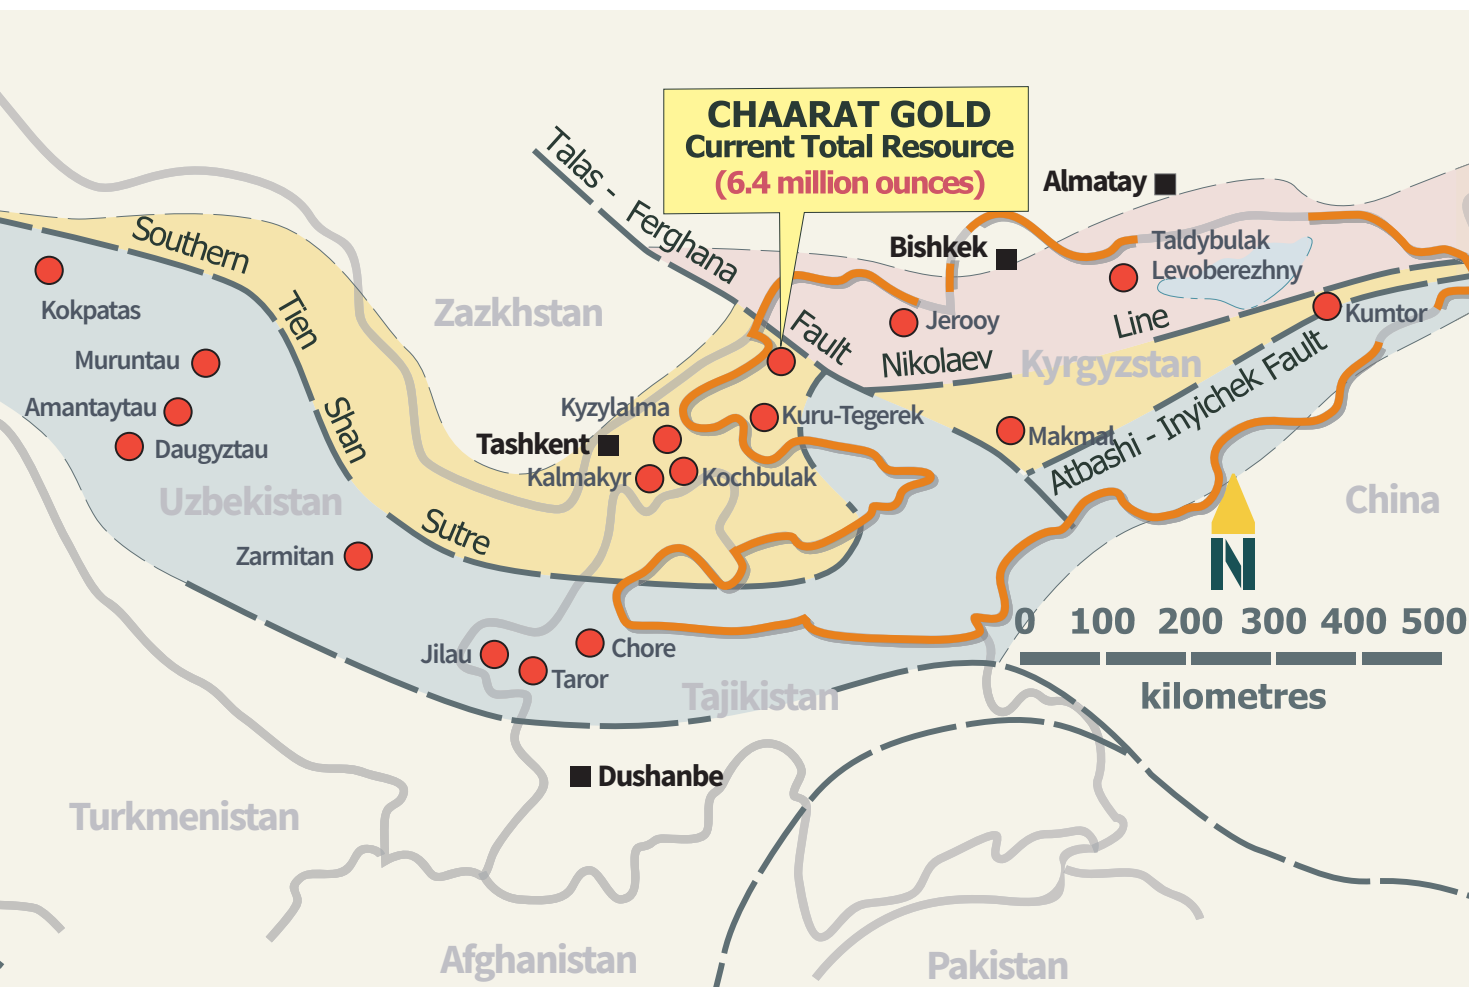 CHAARAT GOLD
Current Total Resource
(6.4 million ounces)
Talas - Ferghana Fault
Almatay
Bishkek
Taldybulak
Levoberezhny
Southern Tien Shan Sutre
Kokpatas
Zazkhstan
Jerooy
Nikolaev Line
Kumtor
Kyrgyzstan
Muruntau
Amantaytau
Daugyztau
Kyzylalma
Kuru-Tegerek
Makmal
Atbashi - Inyichek Fault
Tashkent
Kalmakyr
Kochbulak
Uzbekistan
China
Zarmitan
N
0 100 200 300 400 500
kilometres
Jilau
Taror
Chore
Tajikistan
Dushanbe
Turkmenistan
Afghanistan
Pakistan